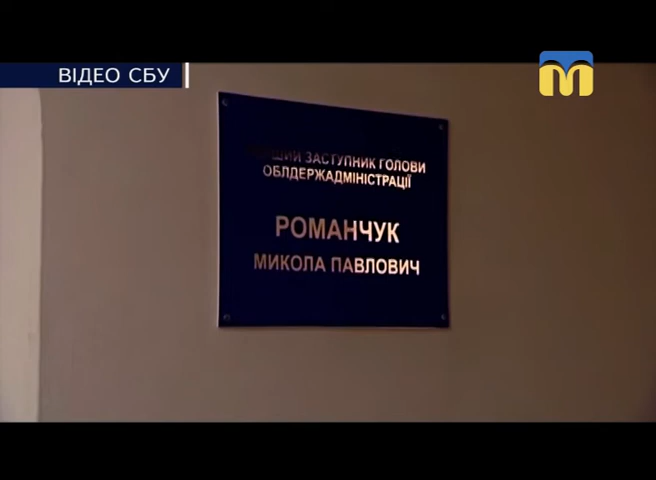 ВІДЕО СБУ
ЗАСТУПНИК ГОЛОВИ
ОБЛДЕРЖАДМІНІСТРАЦІЇ
РОМАНЧУК
МИКОЛА ПАВЛОВИЧ